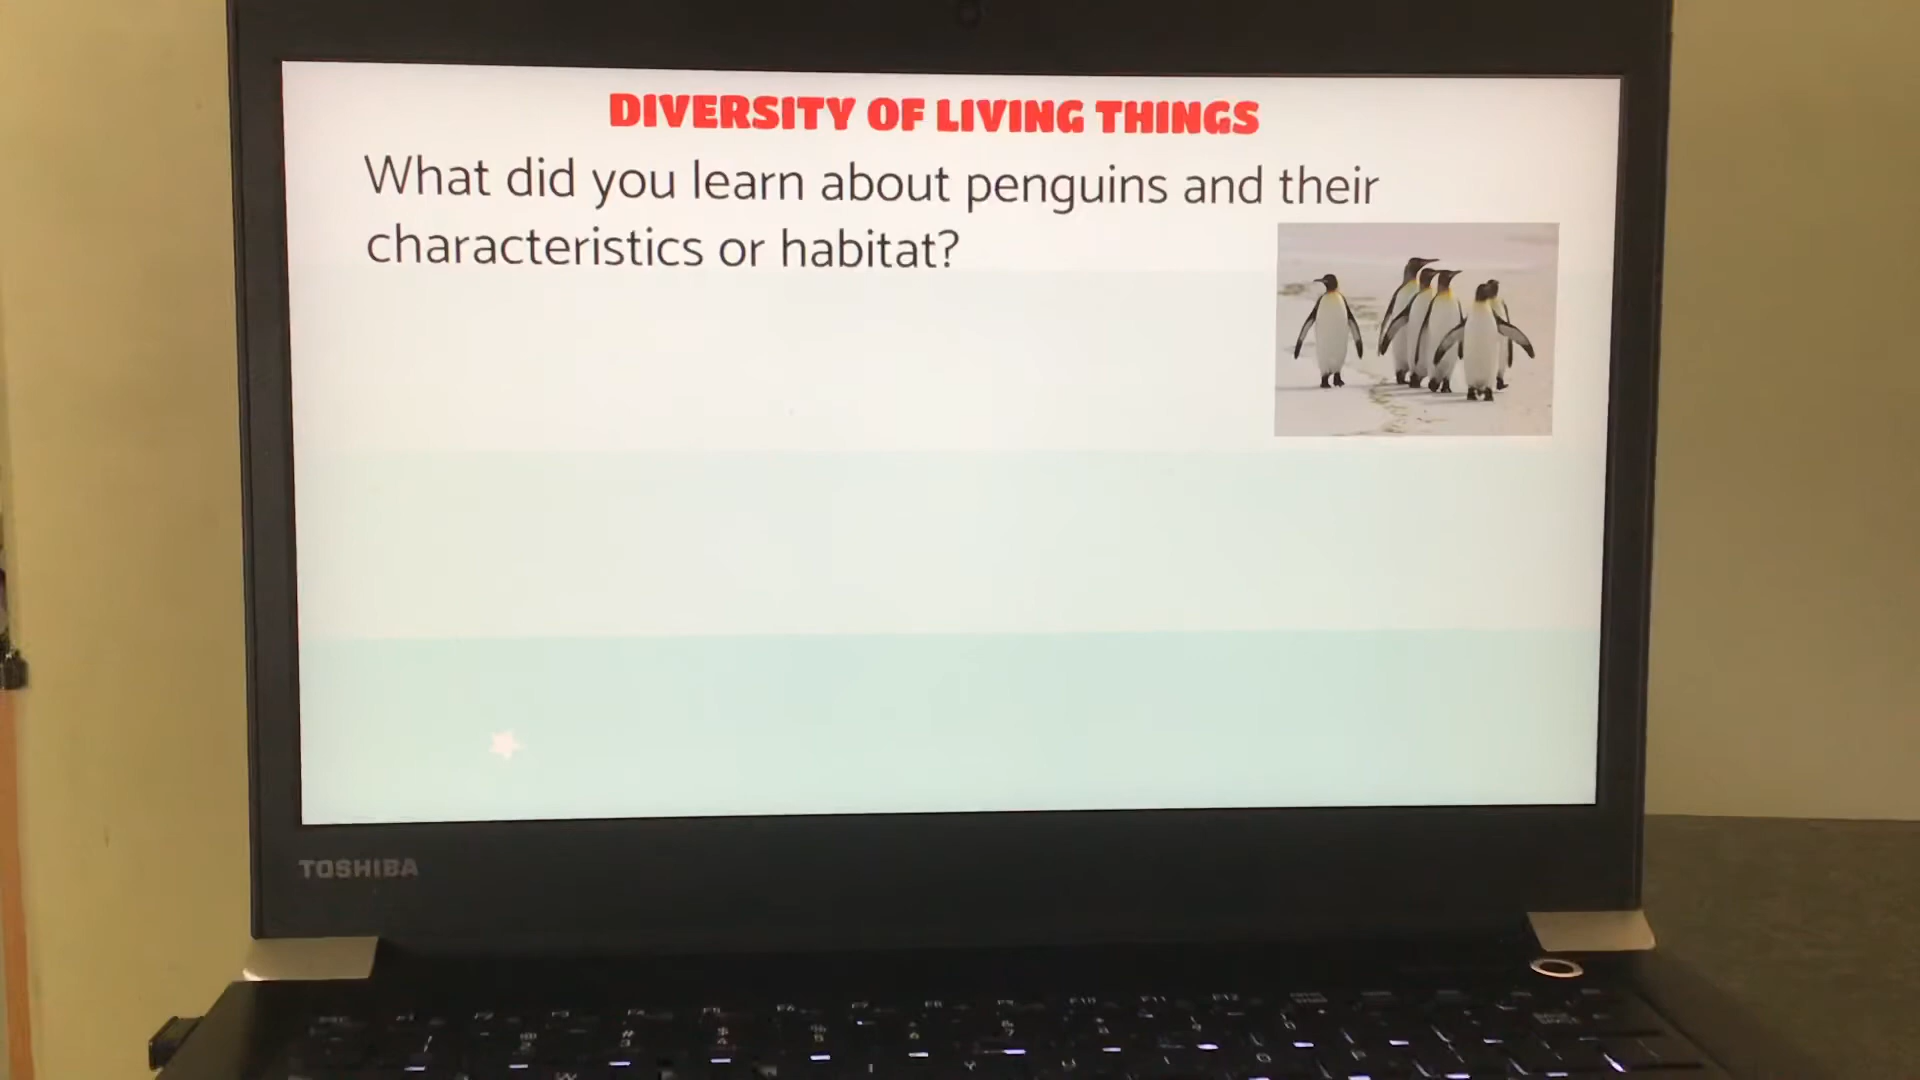 DIVERSITY OF LIVING THINGS
What did you learn about penguins and their
characteristics or habitat?
TOSHIBA